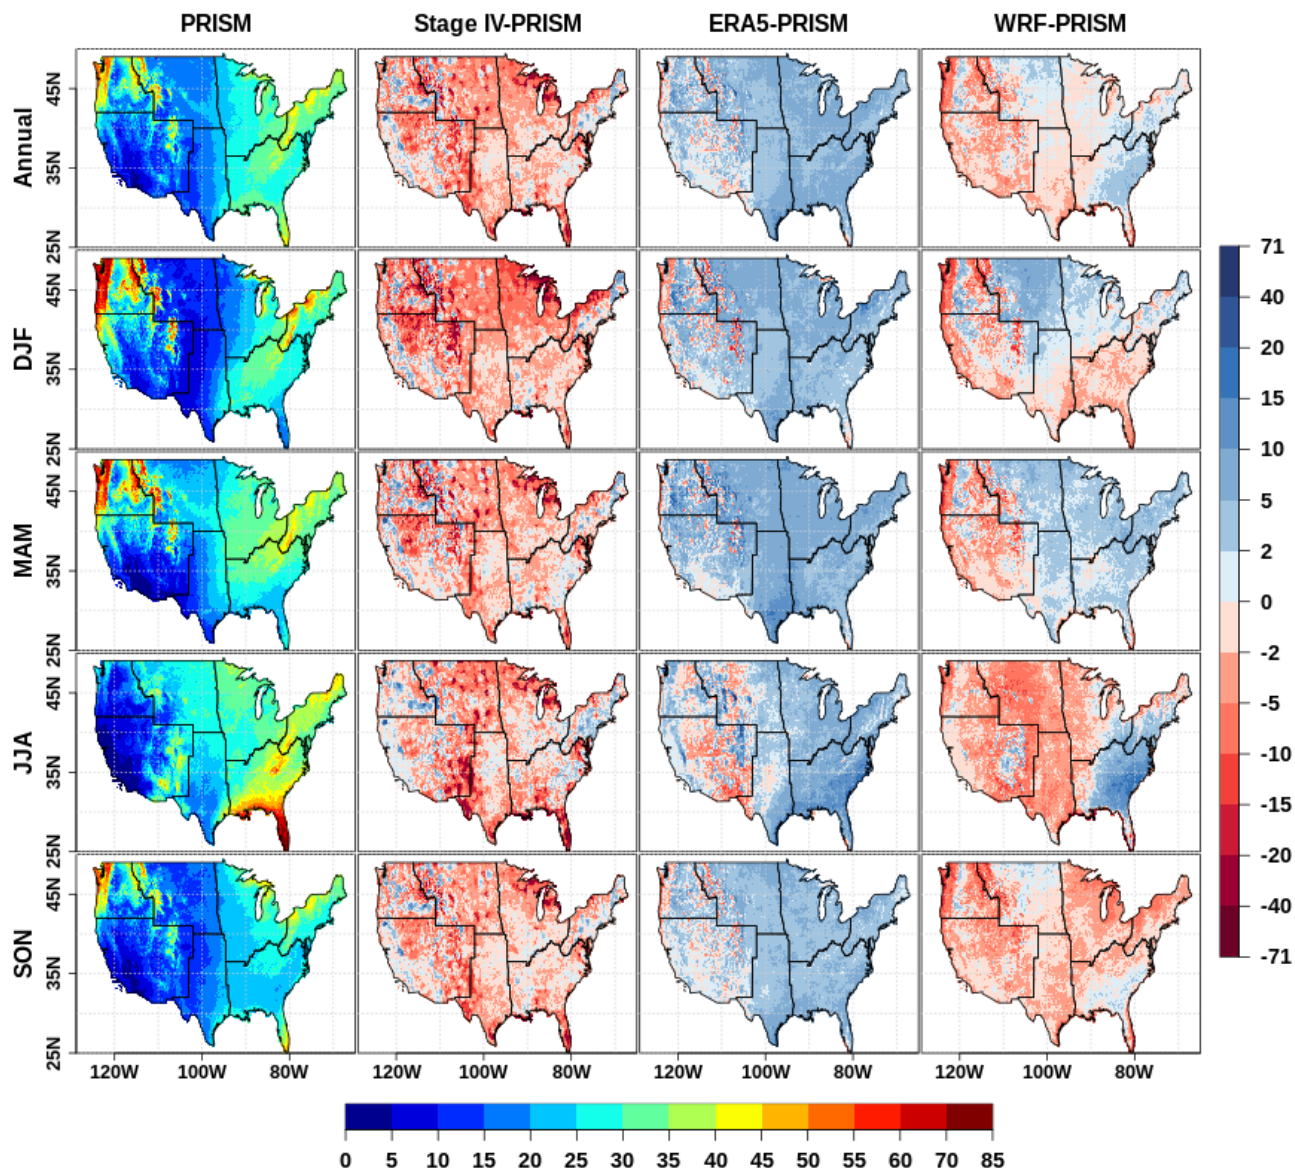 PRISM Stage IV-PRISM ERA5-PRISM WRF-PRISM
Annual 45N 35N 25N
DJF 45N 35N 25N
MAM 45N 35N 25N
JJA 45N 35N 25N
SON 45N 35N 25N
71
40
20
15
10
5
2
0
-2
-5
-10
-15
-20
-40
-71
120W 100W 80W 120W 100W 80W 120W 100W 80W 120W 100W 80W
0 5 10 15 20 25 30 35 40 45 50 55 60 70 85